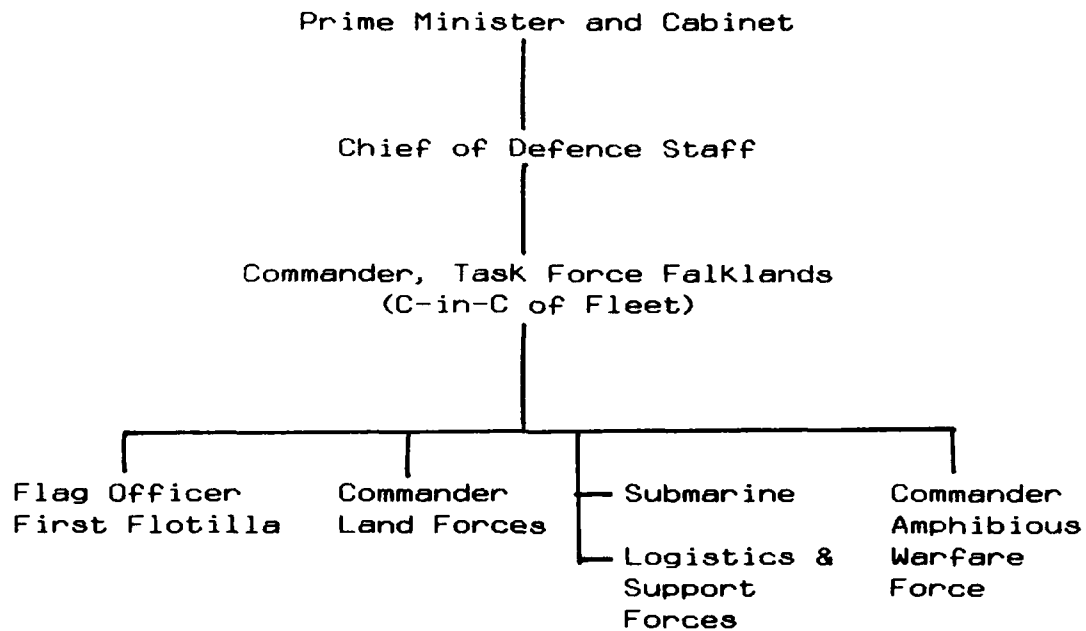 Prime Minister and Cabinet
Chief of Defence Staff
Commander, Task Force Falklands
(C-in-C of Fleet)
Flag Officer
First Flotilla
Commander
Land Forces
Submarine
Logistics &
Support
Forces
Commander
Amphibious
Warfare
Force